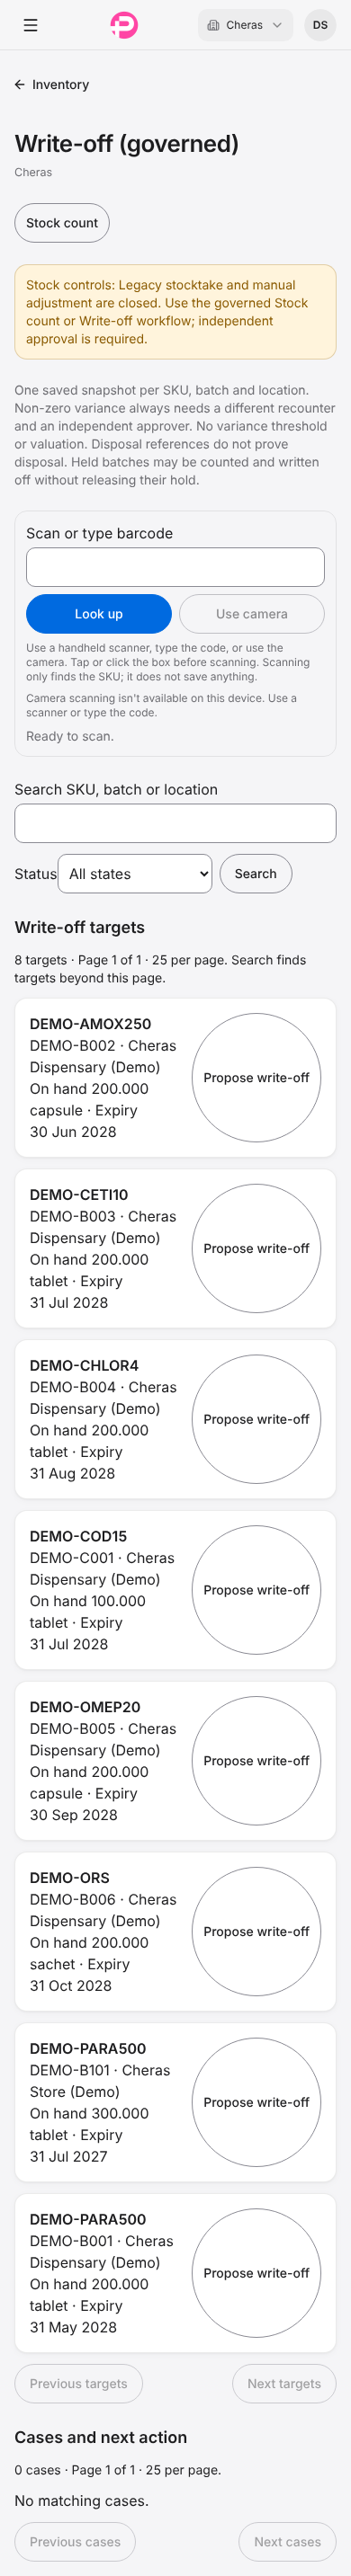 Cheras
DS
Inventory
Write-off (governed)
Cheras
Stock count
Stock controls: Legacy stocktake and manual
adjustment are closed. Use the governed Stock
count or Write-off workflow; independent
approval is required.
One saved snapshot per SKU, batch and location.
Non-zero variance always needs a different recounter
and an independent approver. No variance threshold
or valuation. Disposal references do not prove
disposal. Held batches may be counted and written
off without releasing their hold.
Scan or type barcode
Look up
Use camera
Use a handheld scanner, type the code, or use the
camera. Tap or click the box before scanning. Scanning
only finds the SKU; it does not save anything.
Camera scanning isn't available on this device. Use a
scanner or type the code.
Ready to scan.
Search SKU, batch or location
Status
All states
Search
Write-off targets
8 targets · Page 1 of 1 · 25 per page. Search finds
targets beyond this page.
DEMO-AMOX250
DEMO-B002 · Cheras
Dispensary (Demo)
On hand 200.000
capsule · Expiry
30 Jun 2028
Propose write-off
DEMO-CETI10
DEMO-B003 · Cheras
Dispensary (Demo)
On hand 200.000
tablet · Expiry
31 Jul 2028
Propose write-off
DEMO-CHLOR4
DEMO-B004 · Cheras
Dispensary (Demo)
On hand 200.000
tablet · Expiry
31 Aug 2028
Propose write-off
DEMO-COD15
DEMO-C001 · Cheras
Dispensary (Demo)
On hand 100.000
tablet · Expiry
31 Jul 2028
Propose write-off
DEMO-OMEP20
DEMO-B005 · Cheras
Dispensary (Demo)
On hand 200.000
capsule · Expiry
30 Sep 2028
Propose write-off
DEMO-ORS
DEMO-B006 · Cheras
Dispensary (Demo)
On hand 200.000
sachet · Expiry
31 Oct 2028
Propose write-off
DEMO-PARA500
DEMO-B101 · Cheras
Store (Demo)
On hand 300.000
tablet · Expiry
31 Jul 2027
Propose write-off
DEMO-PARA500
DEMO-B001 · Cheras
Dispensary (Demo)
On hand 200.000
tablet · Expiry
31 May 2028
Propose write-off
Previous targets
Next targets
Cases and next action
0 cases · Page 1 of 1 · 25 per page.
No matching cases.
Previous cases
Next cases